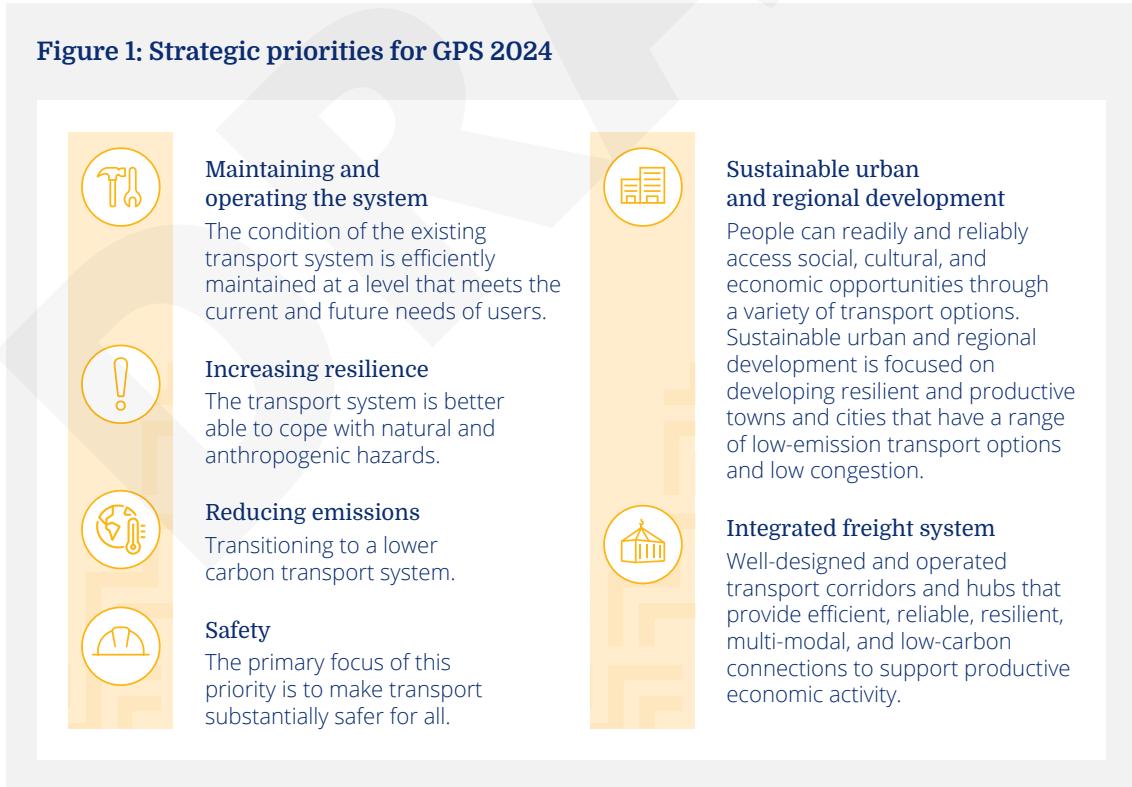 Figure 1: Strategic priorities for GPS 2024
Maintaining and
operating the system
The condition of the existing
transport system is efficiently
maintained at a level that meets the
current and future needs of users.
Increasing resilience
The transport system is better
able to cope with natural and
anthropogenic hazards.
Reducing emissions
Transitioning to a lower
carbon transport system.
Safety
The primary focus of this
priority is to make transport
substantially safer for all.
Sustainable urban
and regional development
People can readily and reliably
access social, cultural, and
economic opportunities through
a variety of transport options.
Sustainable urban and regional
development is focused on
developing resilient and productive
towns and cities that have a range
of low-emission transport options
and low congestion.
Integrated freight system
Well-designed and operated
transport corridors and hubs that
provide efficient, reliable, resilient,
multi-modal, and low-carbon
connections to support productive
economic activity.